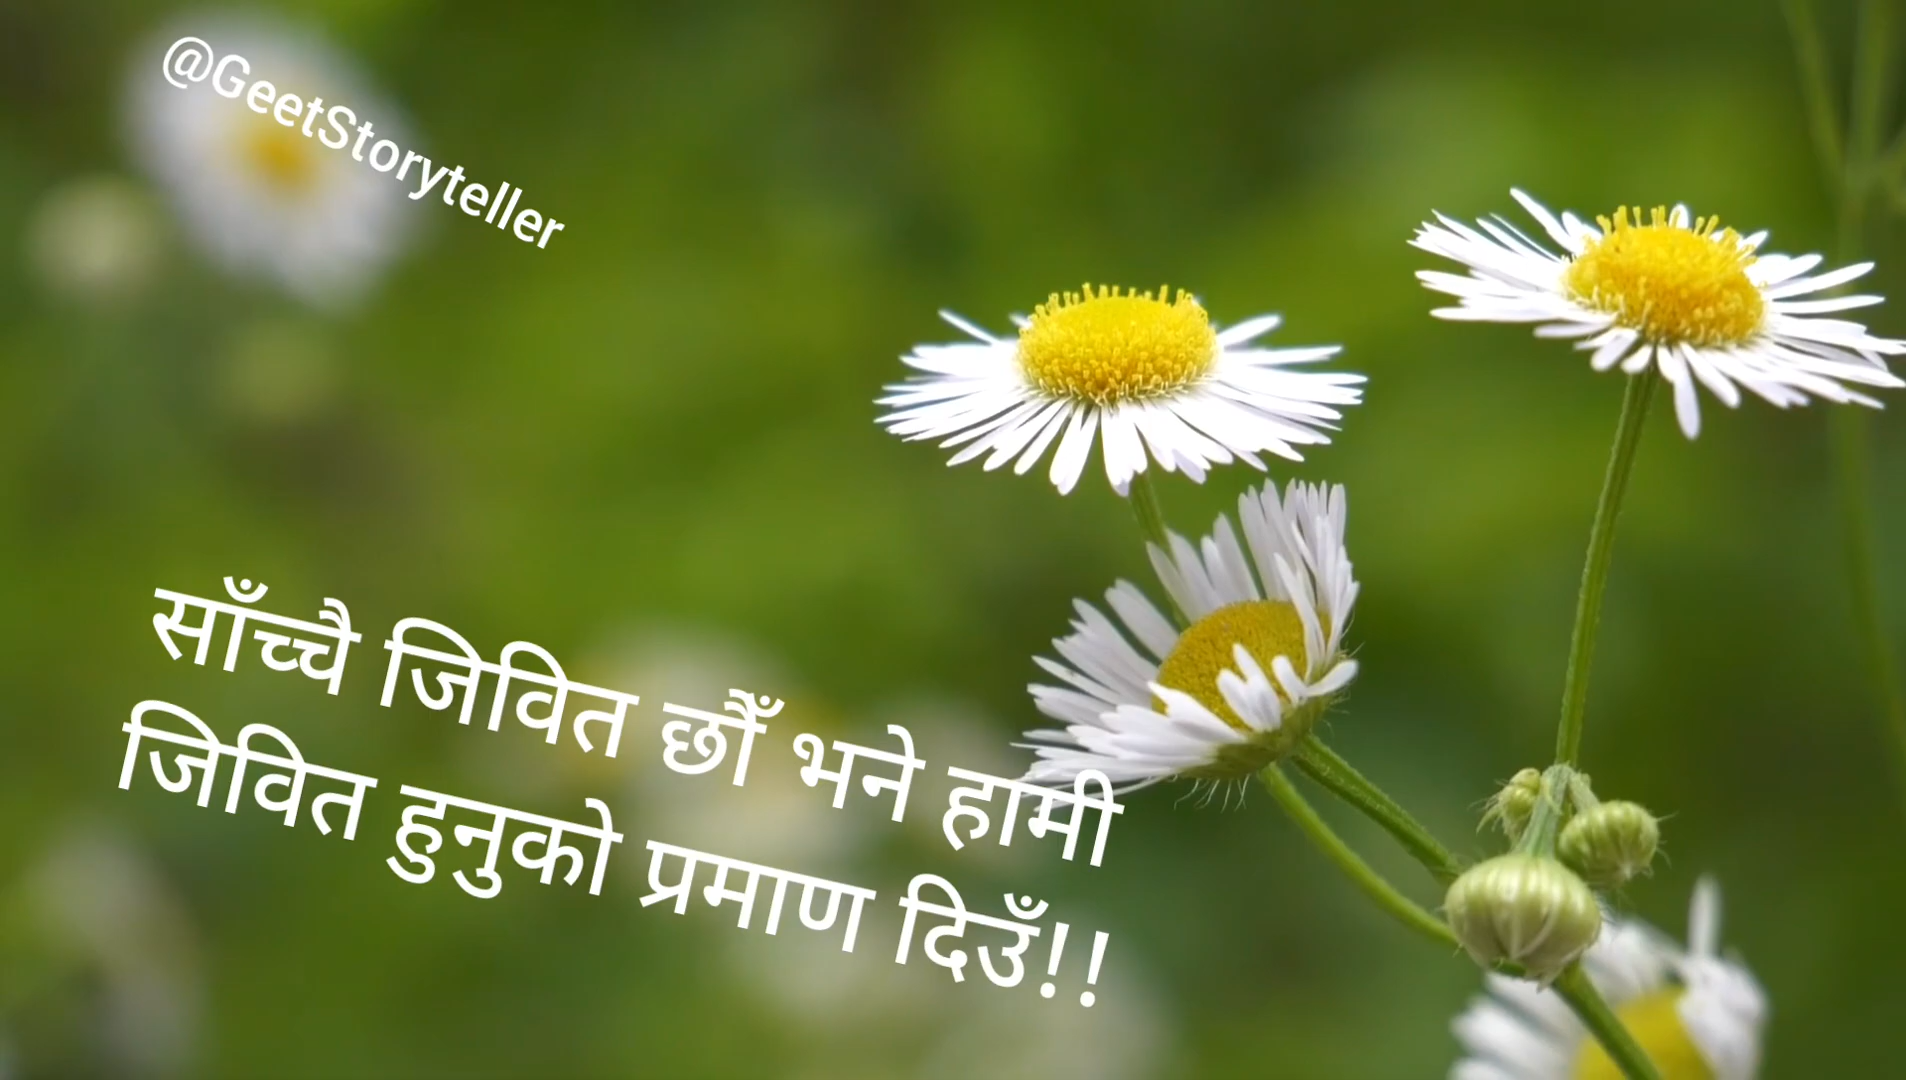 @GeetStoryteller
साँच्चै जिवित छौँ भने हामी
जिवित हुनुको प्रमाण दिउँ!!